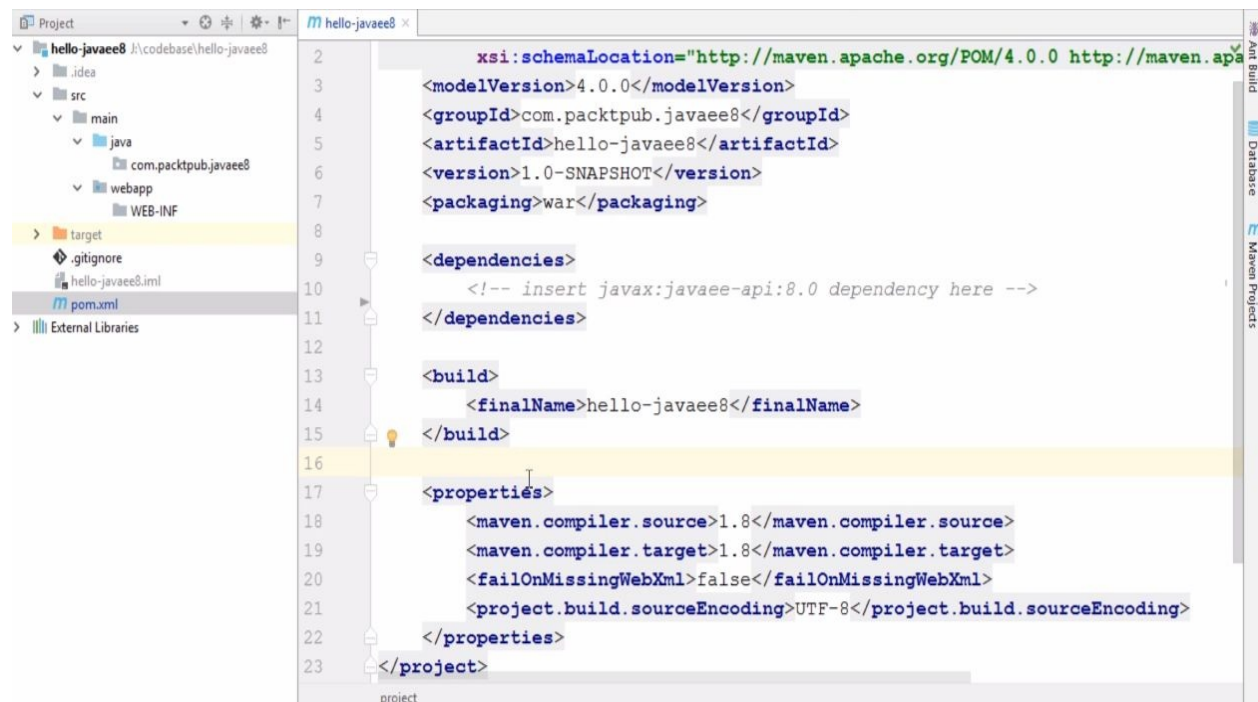 Project
hello-javaee8
hello-javaee8 J:\codebase\hello-javaee8
.idea
src
main
java
com.packtpub.javaee8
webapp
WEB-INF
target
.gitignore
hello-javaee8.iml
pom.xml
External Libraries
2 xsi:schemaLocation="http://maven.apache.org/POM/4.0.0 http://maven.apa
3 <modelVersion>4.0.0</modelVersion>
4 <groupId>com.packtpub.javaee8</groupId>
5 <artifactId>hello-javaee8</artifactId>
6 <version>1.0-SNAPSHOT</version>
7 <packaging>war</packaging>
8
9 <dependencies>
10 <!-- insert javax:javaee-api:8.0 dependency here -->
11 </dependencies>
12
13 <build>
14 <finalName>hello-javaee8</finalName>
15 </build>
16
17 <properties>
18 <maven.compiler.source>1.8</maven.compiler.source>
19 <maven.compiler.target>1.8</maven.compiler.target>
20 <failOnMissingWebXml>false</failOnMissingWebXml>
21 <project.build.sourceEncoding>UTF-8</project.build.sourceEncoding>
22 </properties>
23 </project>
project
Ant Build
Database
Maven Projects